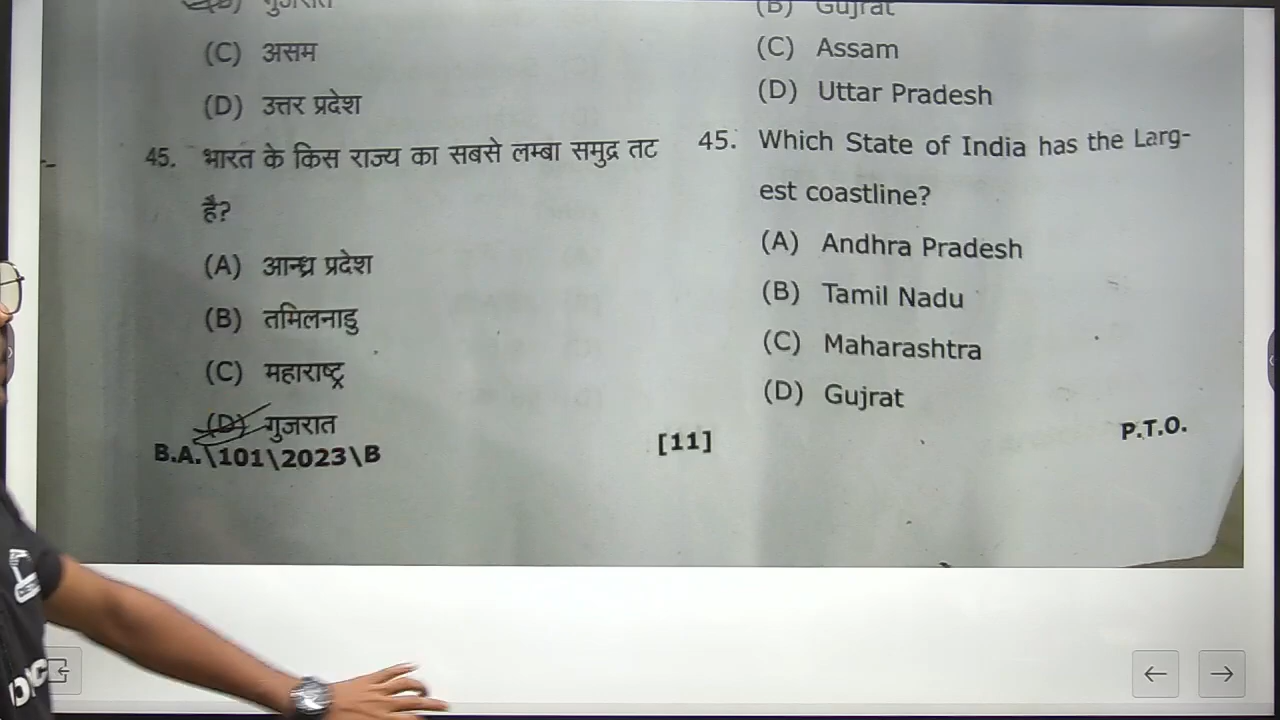 गुजरात
(C) असम
(D) उत्तर प्रदेश
45. भारत के किस राज्य का सबसे लम्बा समुद्र तट
है?
(A) आन्ध्र प्रदेश
(B) तमिलनाडु
(C) महाराष्ट्र
(D) गुजरात
B.A.\101\2023\B
(B) Gujrat
(C) Assam
(D) Uttar Pradesh
45. Which State of India has the Larg-
est coastline?
(A) Andhra Pradesh
(B) Tamil Nadu
(C) Maharashtra
(D) Gujrat
[11]
P.T.O.